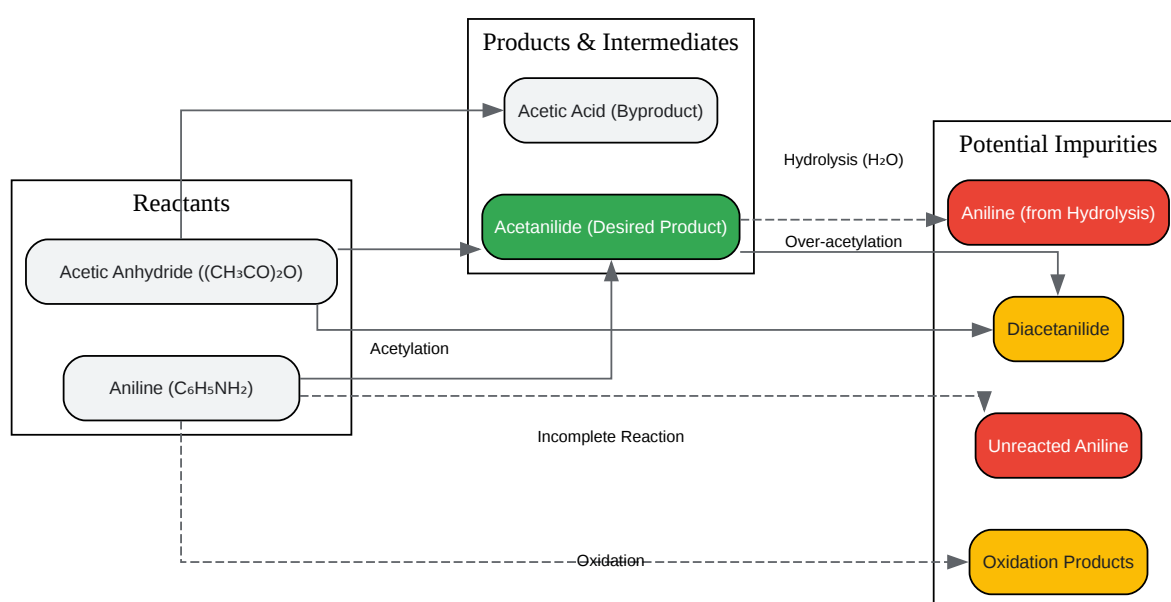 Products & Intermediates
Acetic Acid (Byproduct)
Potential Impurities
Hydrolysis (H₂O)
Reactants
Aniline (from Hydrolysis)
Acetanilide (Desired Product)
Over-acetylation
Acetic Anhydride ((CH₃CO)₂O)
Diacetanilide
Acetylation
Aniline (C₆H₅NH₂)
Incomplete Reaction
Unreacted Aniline
Oxidation
Oxidation Products